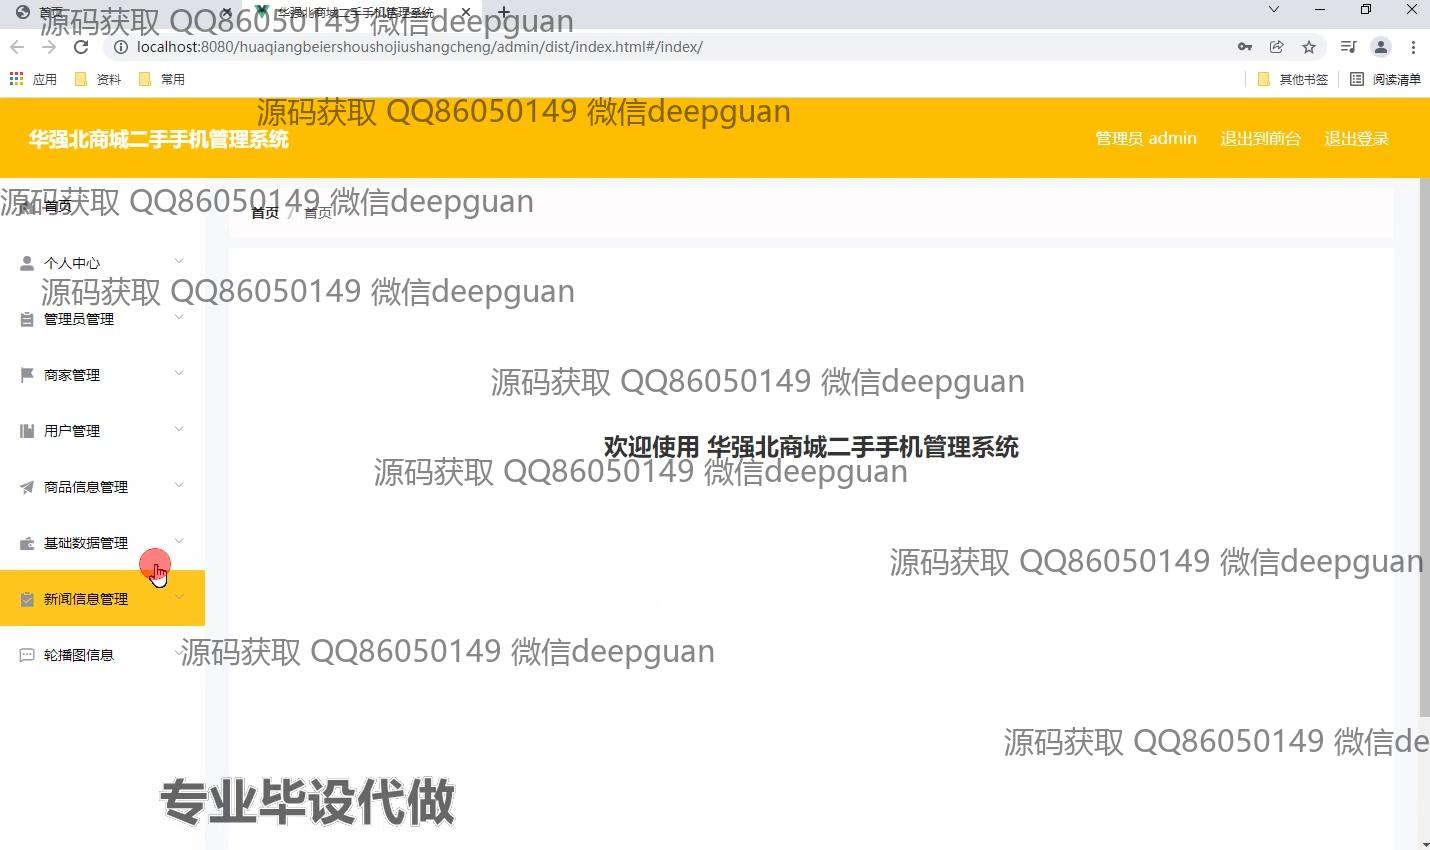 首页
华强北商城二手手机管理系统
源码获取 QQ86050149 微信deepguan
localhost:8080/huaqiangbeiershoushojiushangcheng/admin/dist/index.html#/index/
应用 资料 常用 其他书签 阅读清单
源码获取 QQ86050149 微信deepguan
华强北商城二手手机管理系统
管理员 admin 退出到前台 退出登录
源码获取 QQ86050149 微信deepguan
首页
首页 / 首页
个人中心
源码获取 QQ86050149 微信deepguan
管理员管理
商家管理
源码获取 QQ86050149 微信deepguan
用户管理
欢迎使用 华强北商城二手手机管理系统
源码获取 QQ86050149 微信deepguan
商品信息管理
基础数据管理
源码获取 QQ86050149 微信deepguan
新闻信息管理
轮播图信息
源码获取 QQ86050149 微信deepguan
源码获取 QQ86050149 微信de
专业毕设代做